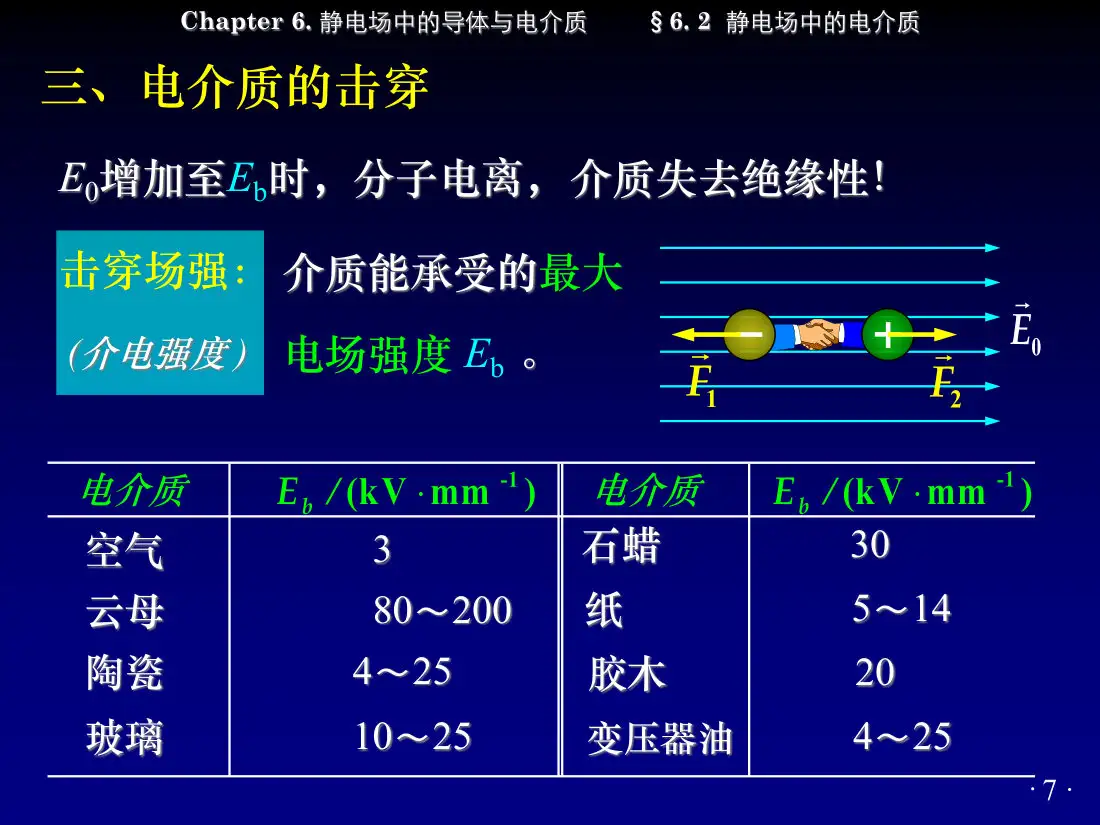 Chapter 6. 静电场中的导体与电介质 §6. 2 静电场中的电介质
三、电介质的击穿
E0增加至Eb时，分子电离，介质失去绝缘性！
击穿场强： 介质能承受的最大
(介电强度) 电场强度 Eb 。
− +
E0
F1 F2
电介质 Eb /(kV·mm-1) 电介质 Eb /(kV·mm-1)
空气 3 石蜡 30
云母 80～200 纸 5～14
陶瓷 4～25 胶木 20
玻璃 10～25 变压器油 4～25
·7·